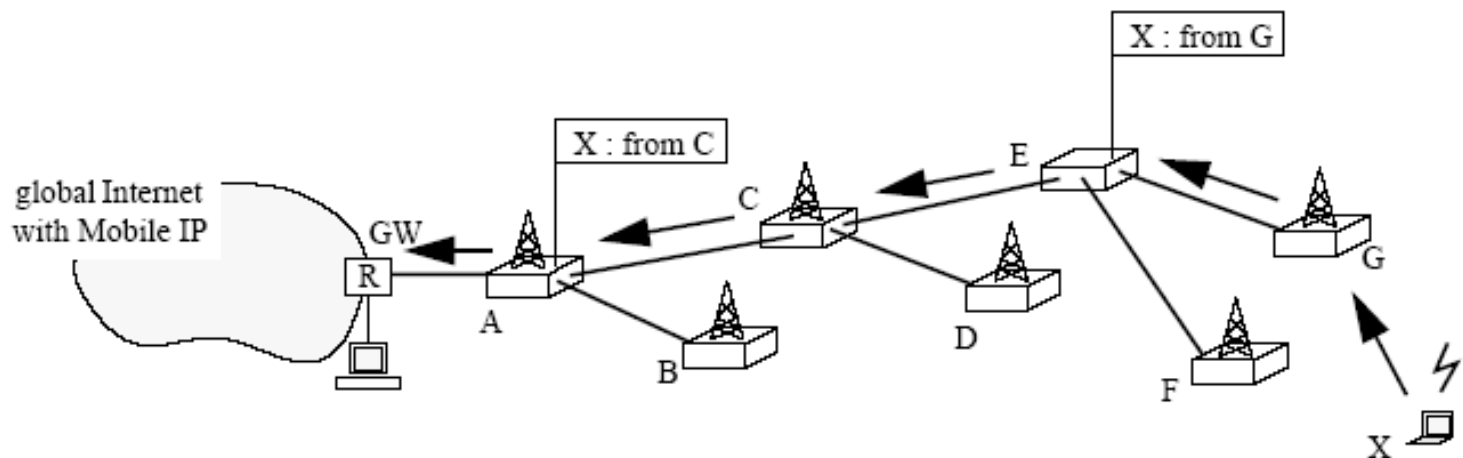 X : from G
X : from C
E
global Internet
with Mobile IP
C
GW
G
R
A
D
B
F
X